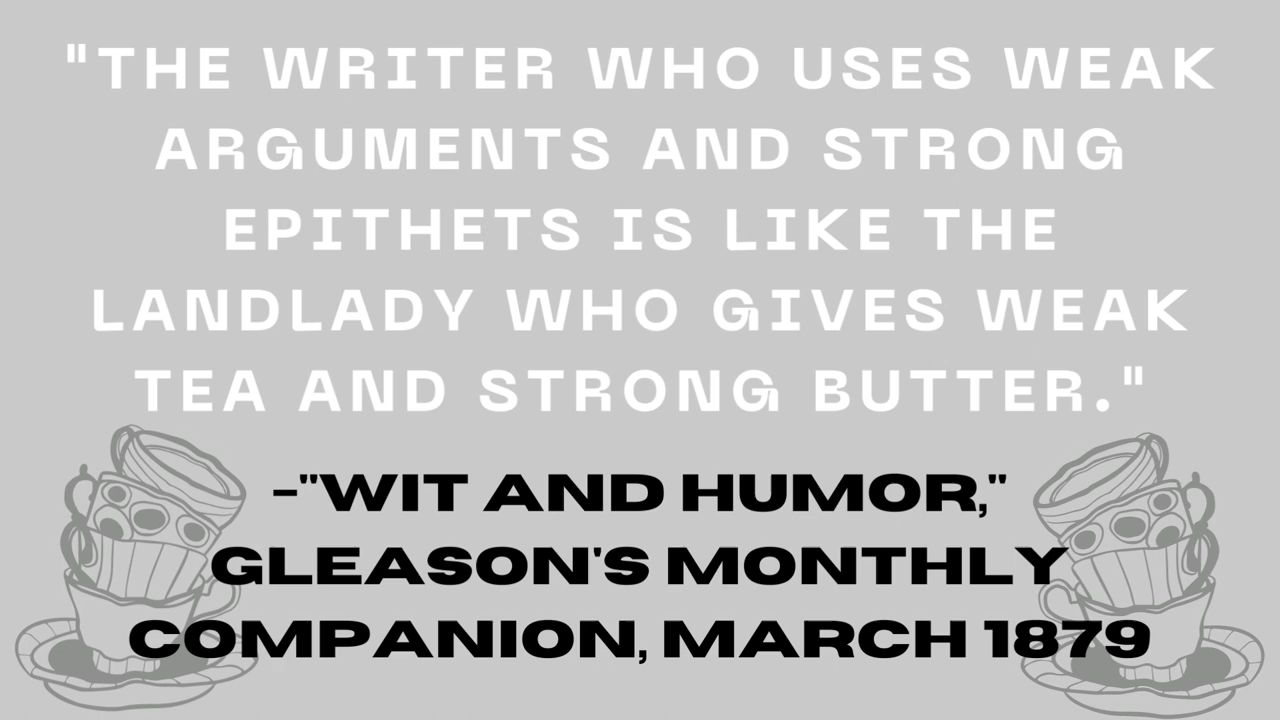 "THE WRITER WHO USES WEAK
ARGUMENTS AND STRONG
EPITHETS IS LIKE THE
LANDLADY WHO GIVES WEAK
TEA AND STRONG BUTTER."
-"WIT AND HUMOR,"
GLEASON'S MONTHLY
COMPANION, MARCH 1879